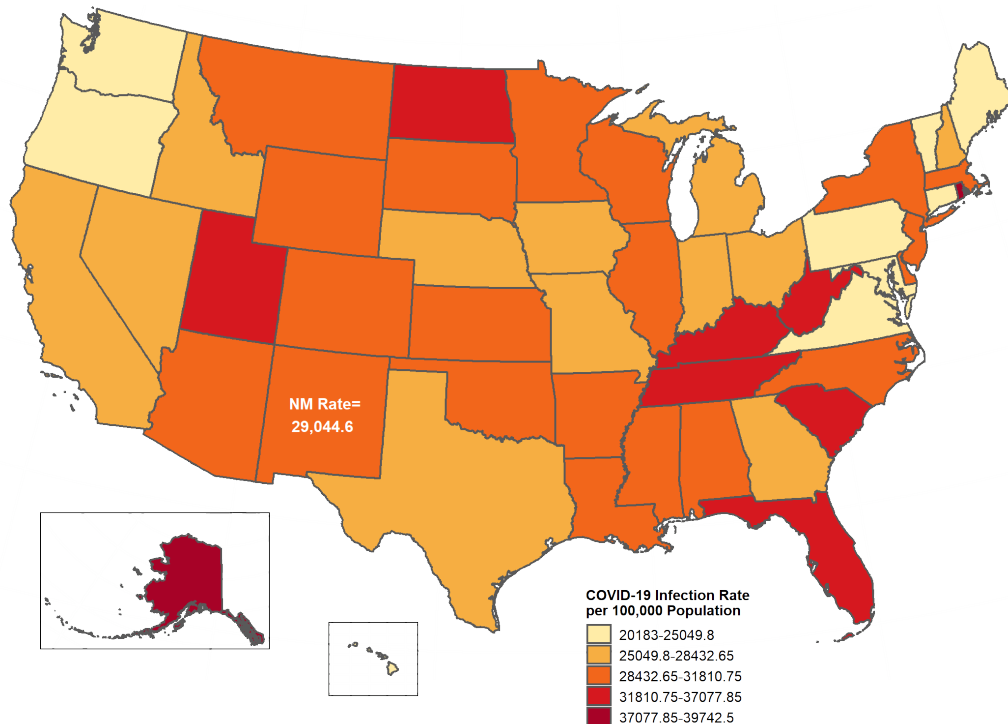 NM Rate=
29,044.6
COVID-19 Infection Rate
per 100,000 Population
20183-25049.8
25049.8-28432.65
28432.65-31810.75
31810.75-37077.85
37077.85-39742.5